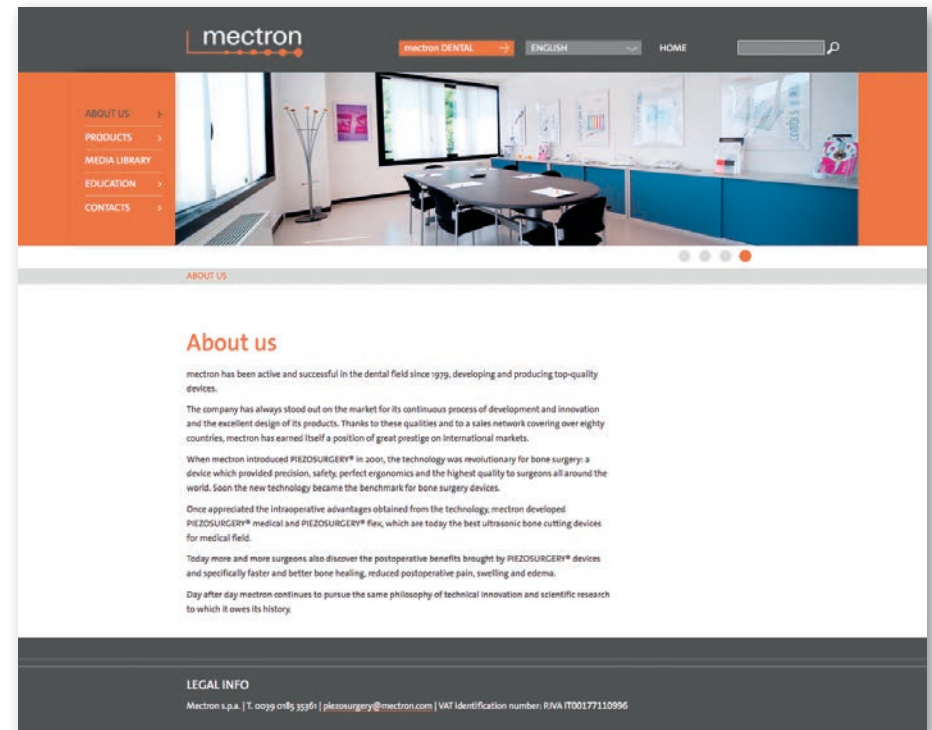 mectron
mectron DENTAL
ENGLISH
HOME
ABOUT US
PRODUCTS
MEDIA LIBRARY
EDUCATION
CONTACTS
ABOUT US
About us
mectron has been active and successful in the dental field since 1979, developing and producing top-quality
devices.
The company has always stood out on the market for its continuous process of development and innovation
and the excellent design of its products. Thanks to these qualities and to a sales network covering over eighty
countries, mectron has earned itself a position of great prestige on international markets.
When mectron introduced PIEZOSURGERY® in 2001, the technology was revolutionary for bone surgery: a
device which provided precision, safety, perfect ergonomics and the highest quality to surgeons all around the
world. Soon the new technology became the benchmark for bone surgery devices.
Once appreciated the intraoperative advantages obtained from the technology, mectron developed
PIEZOSURGERY® medical and PIEZOSURGERY® flex, which are today the best ultrasonic bone cutting devices
for medical field.
Today more and more surgeons also discover the postoperative benefits brought by PIEZOSURGERY® devices
and specifically faster and better bone healing, reduced postoperative pain, swelling and edema.
Day after day mectron continues to pursue the same philosophy of technical innovation and scientific research
to which it owes its history.
LEGAL INFO
Mectron s.p.a. | T. 0039 0185 35361 | piezosurgery@mectron.com | VAT identification number: P.IVA IT00177110996